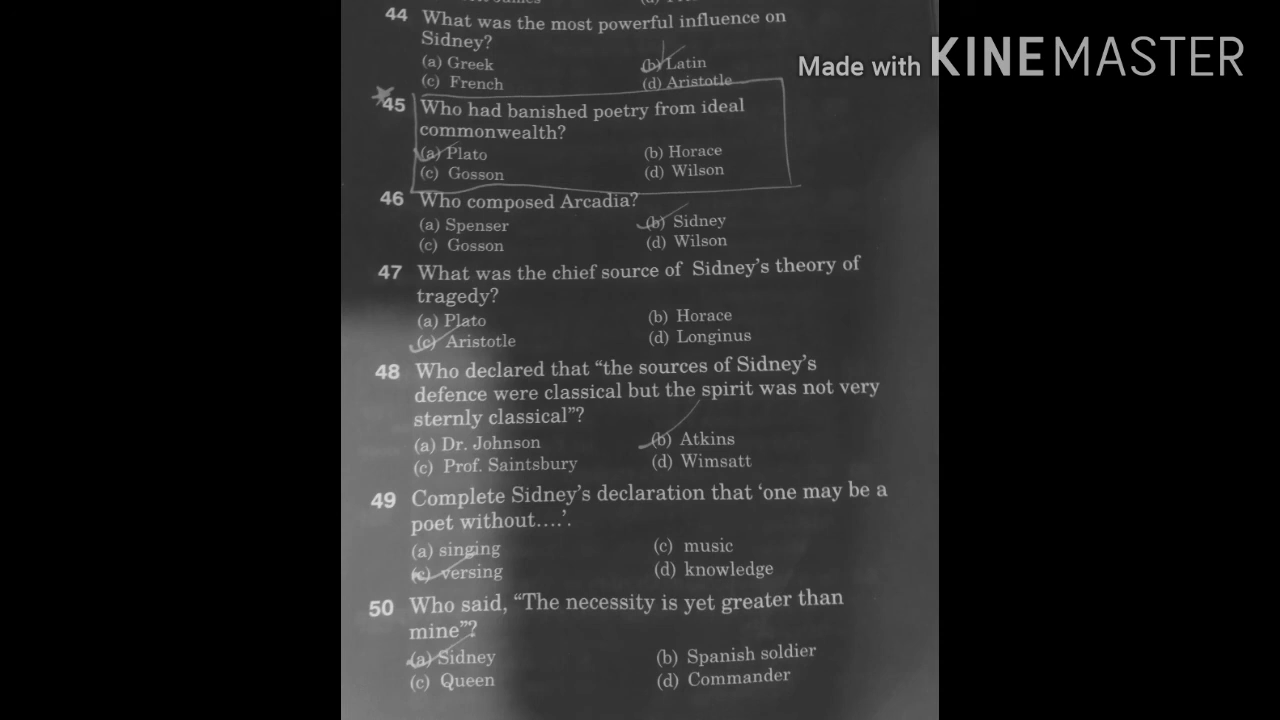 44 What was the most powerful influence on
Sidney?
(a) Greek (b) Latin
(c) French (d) Aristotle
45 Who had banished poetry from ideal
commonwealth?
(a) Plato (b) Horace
(c) Gosson (d) Wilson
46 Who composed Arcadia?
(a) Spenser (b) Sidney
(c) Gosson (d) Wilson
47 What was the chief source of Sidney's theory of
tragedy?
(a) Plato (b) Horace
(c) Aristotle (d) Longinus
48 Who declared that "the sources of Sidney's
defence were classical but the spirit was not very
sternly classical"?
(a) Dr. Johnson (b) Atkins
(c) Prof. Saintsbury (d) Wimsatt
49 Complete Sidney's declaration that 'one may be a
poet without....'.
(a) singing (c) music
(c) versing (d) knowledge
50 Who said, "The necessity is yet greater than
mine"?
(a) Sidney (b) Spanish soldier
(c) Queen (d) Commander
Made with KINEMASTER